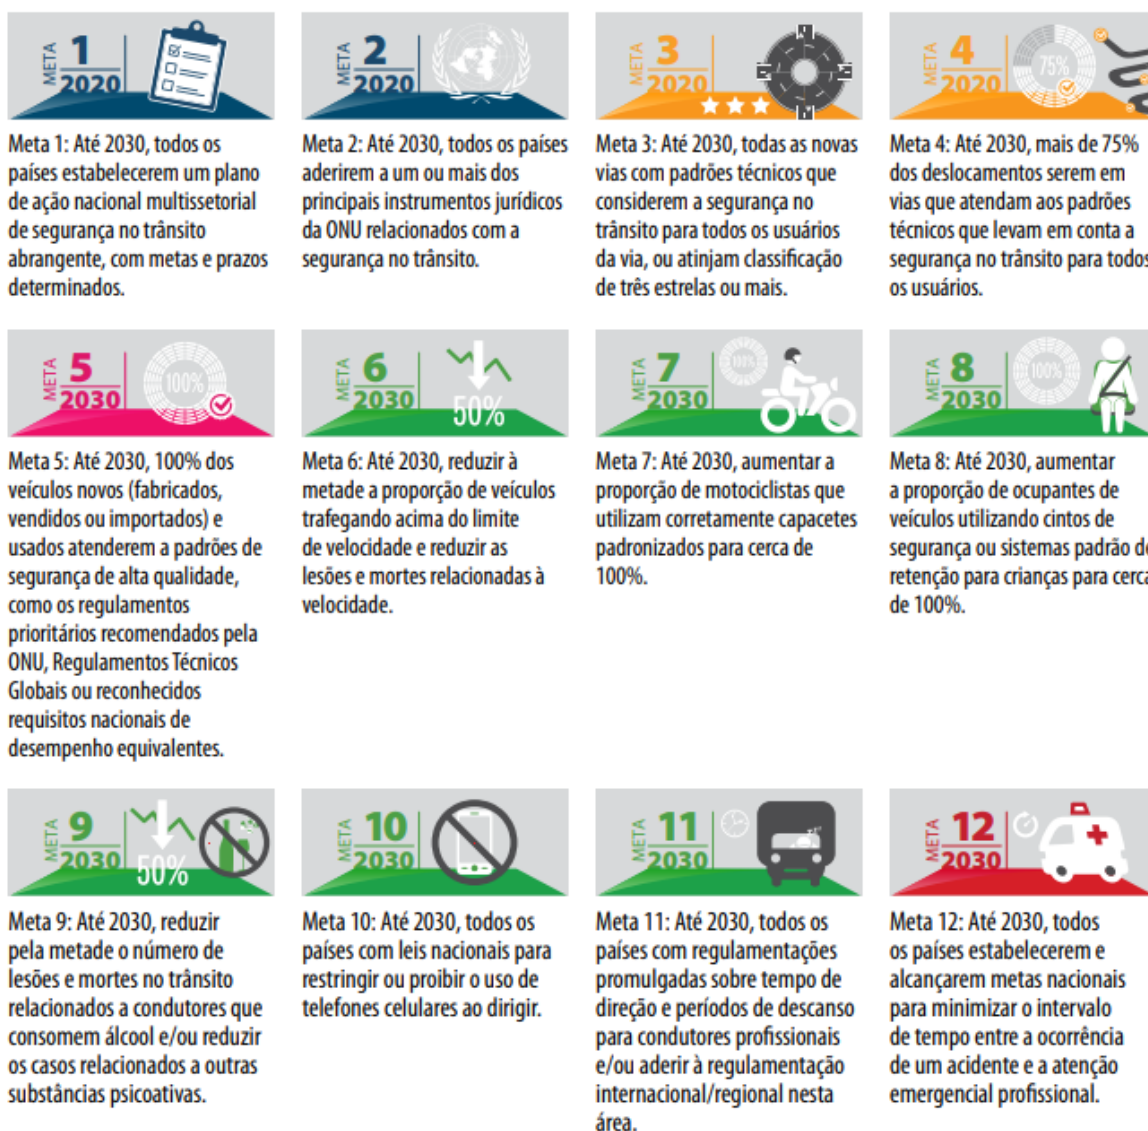 META 1 2020
Meta 1: Até 2030, todos os
países estabelecerem um plano
de ação nacional multissetorial
de segurança no trânsito
abrangente, com metas e prazos
determinados.
META 2 2020
Meta 2: Até 2030, todos os países
aderirem a um ou mais dos
principais instrumentos jurídicos
da ONU relacionados com a
segurança no trânsito.
META 3 2020
Meta 3: Até 2030, todas as novas
vias com padrões técnicos que
considerem a segurança no
trânsito para todos os usuários
da via, ou atinjam classificação
de três estrelas ou mais.
META 4 2020
75%
Meta 4: Até 2030, mais de 75%
dos deslocamentos serem em
vias que atendam aos padrões
técnicos que levam em conta a
segurança no trânsito para todos
os usuários.
META 5 2030
100%
Meta 5: Até 2030, 100% dos
veículos novos (fabricados,
vendidos ou importados) e
usados atenderem a padrões de
segurança de alta qualidade,
como os regulamentos
prioritários recomendados pela
ONU, Regulamentos Técnicos
Globais ou reconhecidos
requisitos nacionais de
desempenho equivalentes.
META 6 2030
50%
Meta 6: Até 2030, reduzir à
metade a proporção de veículos
trafegando acima do limite
de velocidade e reduzir as
lesões e mortes relacionadas à
velocidade.
META 7 2030
100%
Meta 7: Até 2030, aumentar a
proporção de motociclistas que
utilizam corretamente capacetes
padronizados para cerca de
100%.
META 8 2030
100%
Meta 8: Até 2030, aumentar
a proporção de ocupantes de
veículos utilizando cintos de
segurança ou sistemas padrão de
retenção para crianças para cerca
de 100%.
META 9 2030
50%
Meta 9: Até 2030, reduzir
pela metade o número de
lesões e mortes no trânsito
relacionados a condutores que
consomem álcool e/ou reduzir
os casos relacionados a outras
substâncias psicoativas.
META 10 2030
Meta 10: Até 2030, todos os
países com leis nacionais para
restringir ou proibir o uso de
telefones celulares ao dirigir.
META 11 2030
Meta 11: Até 2030, todos os
países com regulamentações
promulgadas sobre tempo de
direção e períodos de descanso
para condutores profissionais
e/ou aderir à regulamentação
internacional/regional nesta
área.
META 12 2030
Meta 12: Até 2030, todos
os países estabelecerem e
alcançarem metas nacionais
para minimizar o intervalo
de tempo entre a ocorrência
de um acidente e a atenção
emergencial profissional.